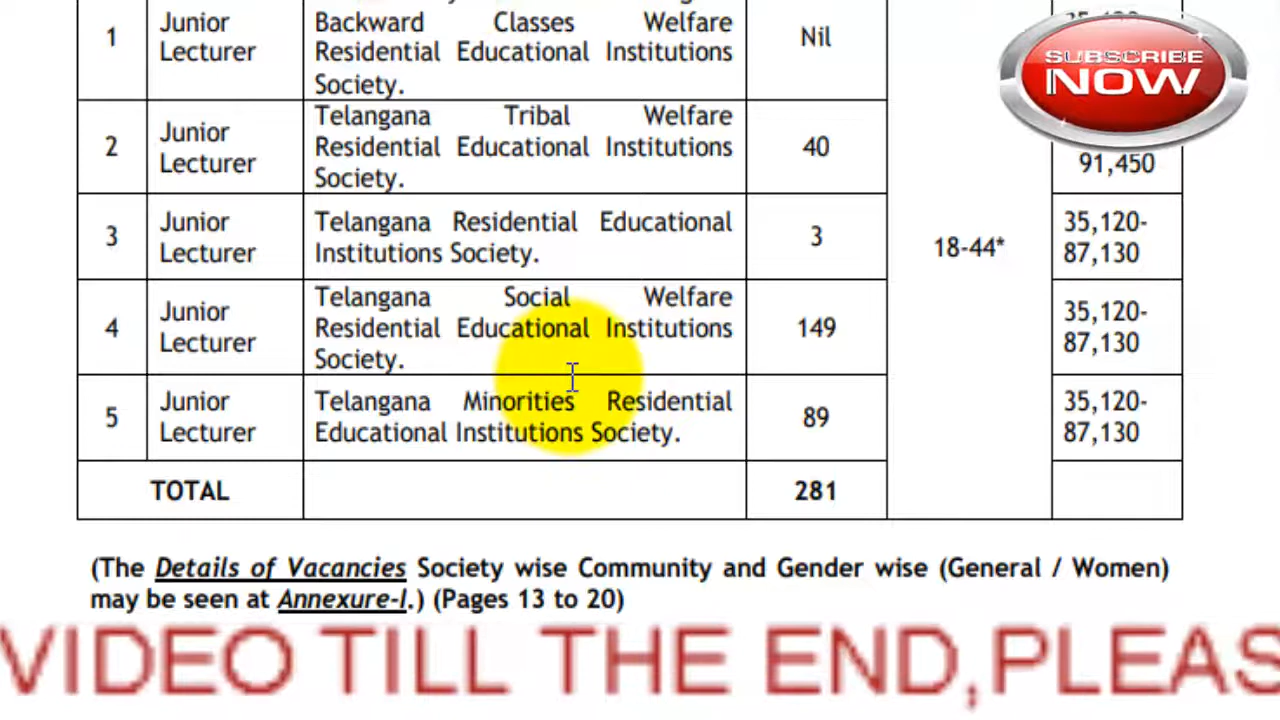 1
Junior
Lecturer
Backward Classes Welfare
Residential Educational Institutions
Society.
Nil
SUBSCRIBE
NOW
2
Junior
Lecturer
Telangana Tribal Welfare
Residential Educational Institutions
Society.
40
91,450
3
Junior
Lecturer
Telangana Residential Educational
Institutions Society.
3
18-44*
35,120-
87,130
4
Junior
Lecturer
Telangana Social Welfare
Residential Educational Institutions
Society.
149
35,120-
87,130
5
Junior
Lecturer
Telangana Minorities Residential
Educational Institutions Society.
89
35,120-
87,130
TOTAL
281
(The Details of Vacancies Society wise Community and Gender wise (General / Women)
may be seen at Annexure-I.) (Pages 13 to 20)
VIDEO TILL THE END,PLEAS